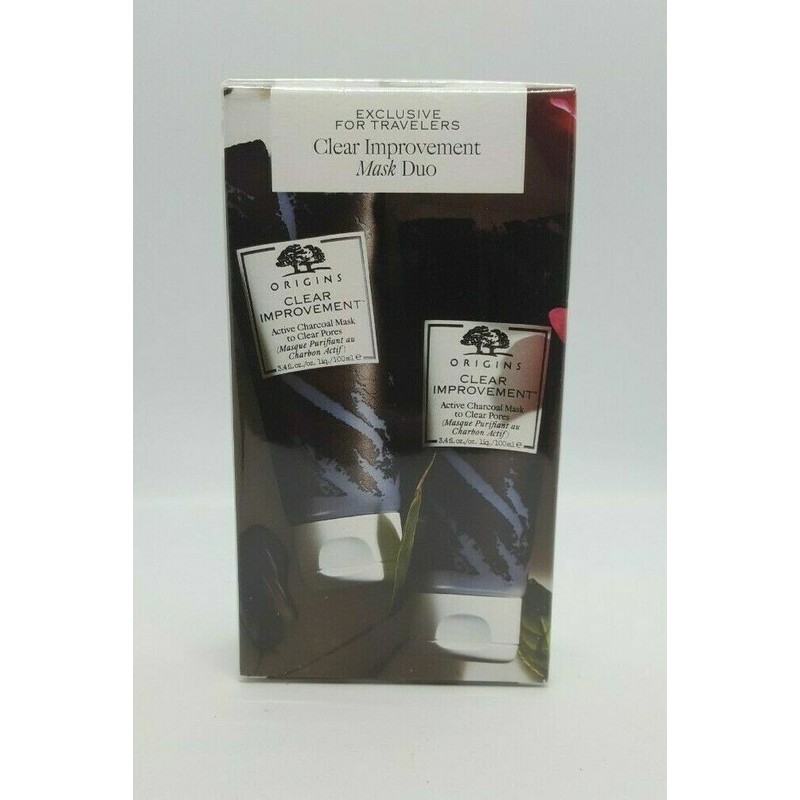 EXCLUSIVE
FOR TRAVELERS
Clear Improvement
Mask Duo
ORIGINS
CLEAR
IMPROVEMENT™
Active Charcoal Mask
to Clear Pores
(Masque Purifiant au
Charbon Actif)
3.4 fl.oz./oz. liq./100ml e
ORIGINS
CLEAR
IMPROVEMENT™
Active Charcoal Mask
to Clear Pores
(Masque Purifiant au
Charbon Actif)
3.4 fl.oz./oz. liq./100ml e